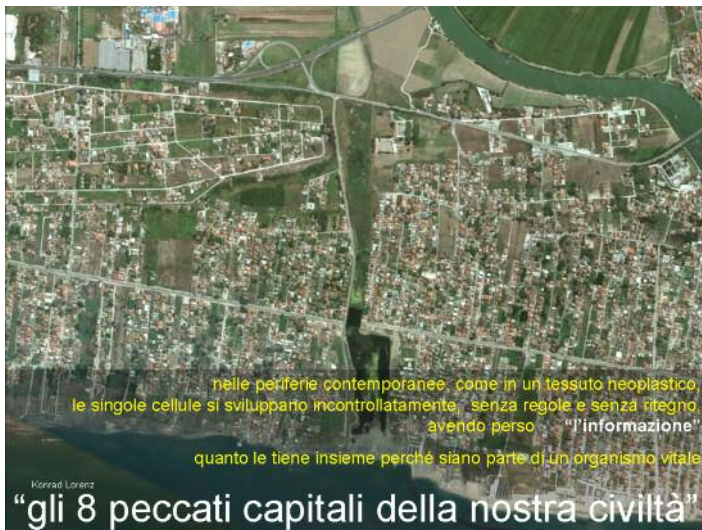 nelle periferie contemporanee, come in un tessuto neoplastico,
le singole cellule si sviluppano incontrollatamente, senza regole e senza ritegno,
avendo perso "l'informazione"
quanto le tiene insieme perché siano parte di un organismo vitale
Konrad Lorenz
"gli 8 peccati capitali della nostra civiltà"